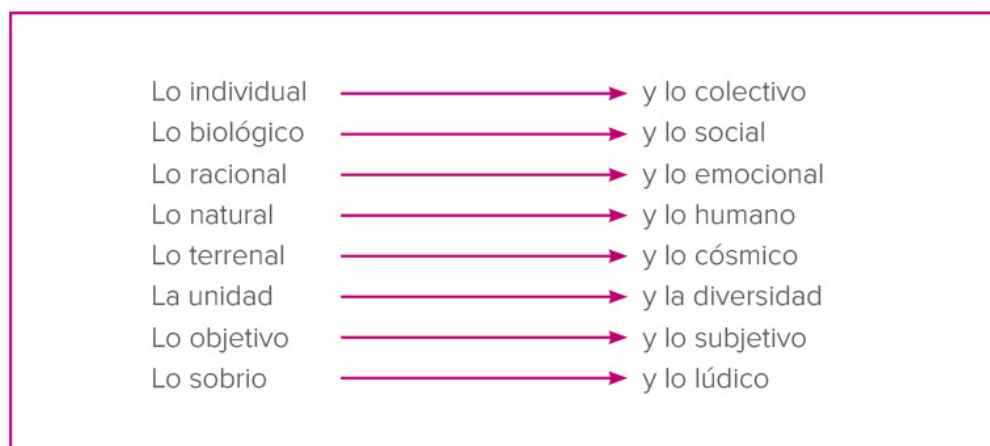 Lo individual y lo colectivo
Lo biológico y lo social
Lo racional y lo emocional
Lo natural y lo humano
Lo terrenal y lo cósmico
La unidad y la diversidad
Lo objetivo y lo subjetivo
Lo sobrio y lo lúdico